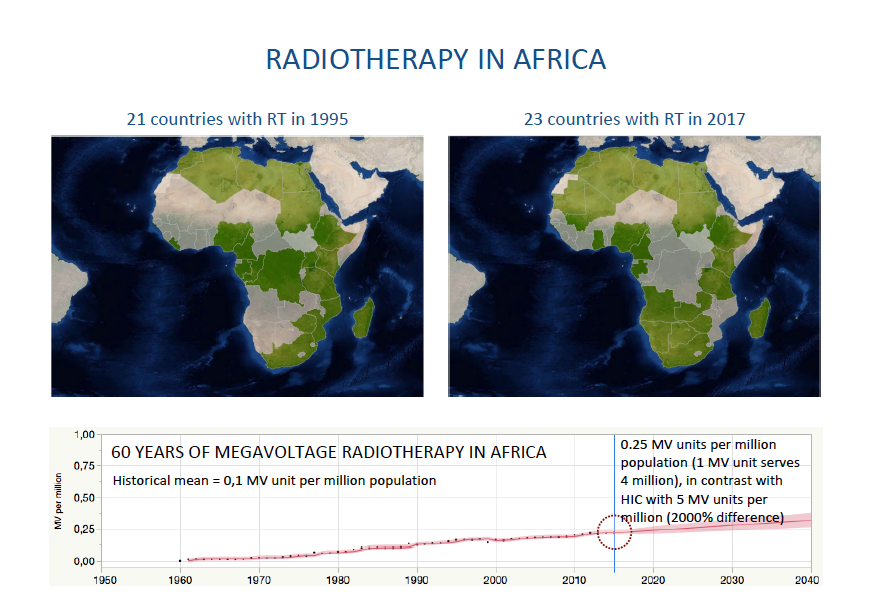 RADIOTHERAPY IN AFRICA
21 countries with RT in 1995
23 countries with RT in 2017
60 YEARS OF MEGAVOLTAGE RADIOTHERAPY IN AFRICA
Historical mean = 0,1 MV unit per million population
0.25 MV units per million
population (1 MV unit serves
4 million), in contrast with
HIC with 5 MV units per
million (2000% difference)
MV per million
1,00
0,75
0,50
0,25
0,00
1950
1960
1970
1980
1990
2000
2010
2020
2030
2040